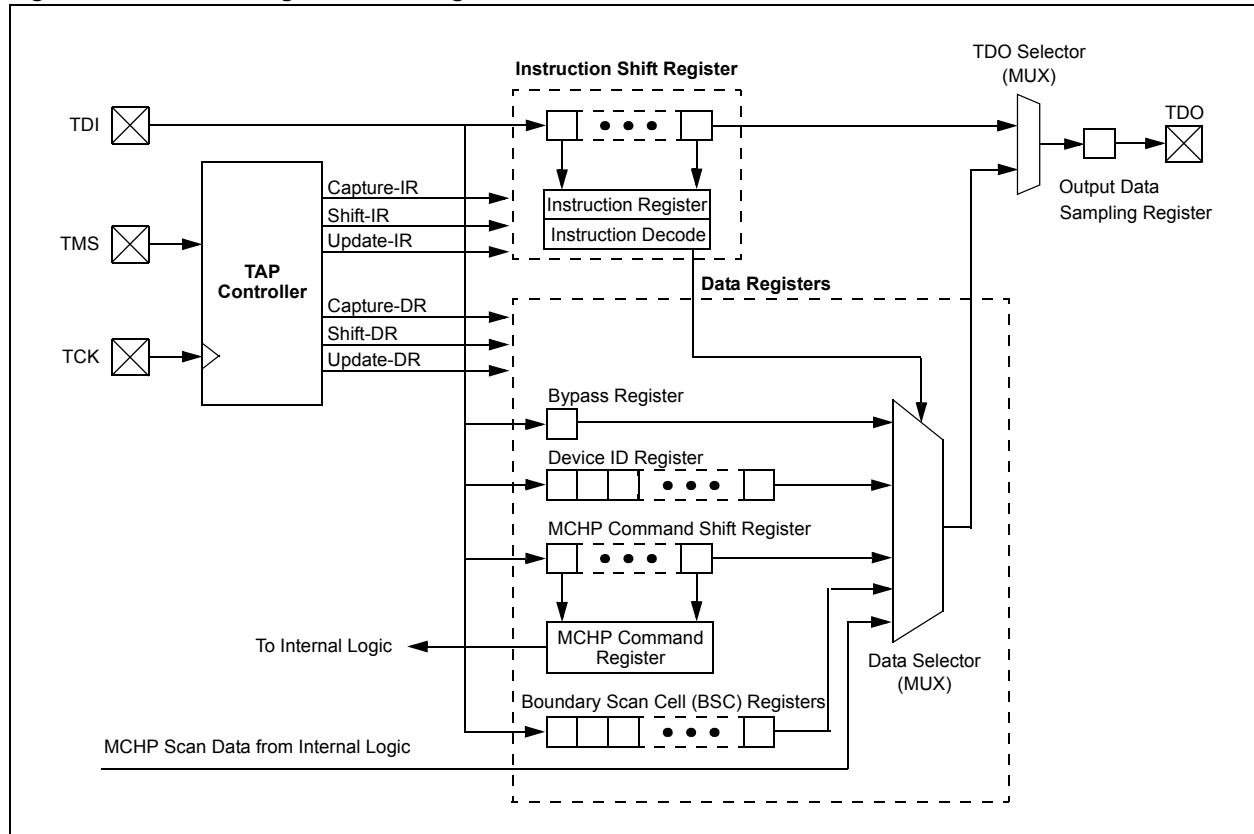 TDO Selector
(MUX)
Instruction Shift Register
TDI
TDO
Capture-IR
Shift-IR
Update-IR
Instruction Register
Instruction Decode
Output Data
Sampling Register
TMS
TAP
Controller
Data Registers
Capture-DR
Shift-DR
Update-DR
TCK
Bypass Register
Device ID Register
MCHP Command Shift Register
To Internal Logic
MCHP Command
Register
Data Selector
(MUX)
Boundary Scan Cell (BSC) Registers
MCHP Scan Data from Internal Logic